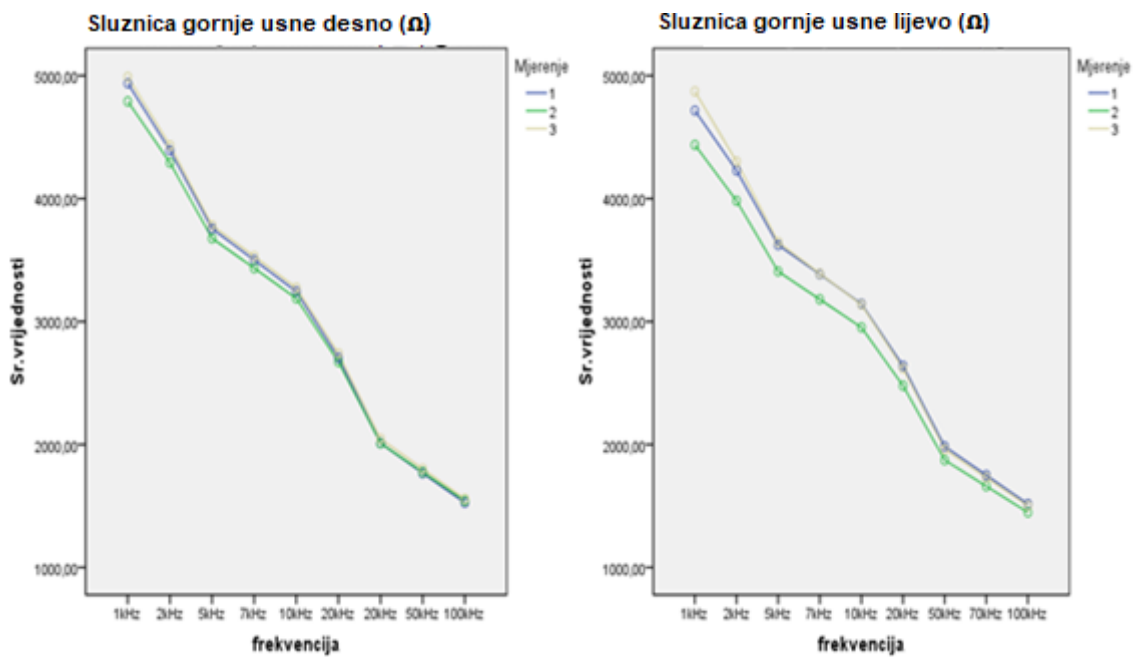 Sluznica gornje usne desno (Ω)
Mjerenje
1
2
3
5000,00
4000,00
3000,00
2000,00
1000,00
Sr.vrijednosti
1kHz 2kHz 5kHz 7kHz 10kHz 20kHz 20kHz 50kHz 100kHz
frekvencija
Sluznica gornje usne lijevo (Ω)
Mjerenje
1
2
3
5000,00
4000,00
3000,00
2000,00
1000,00
Sr.vrijednosti
1kHz 2kHz 5kHz 7kHz 10kHz 20kHz 50kHz 70kHz 100kHz
frekvencija